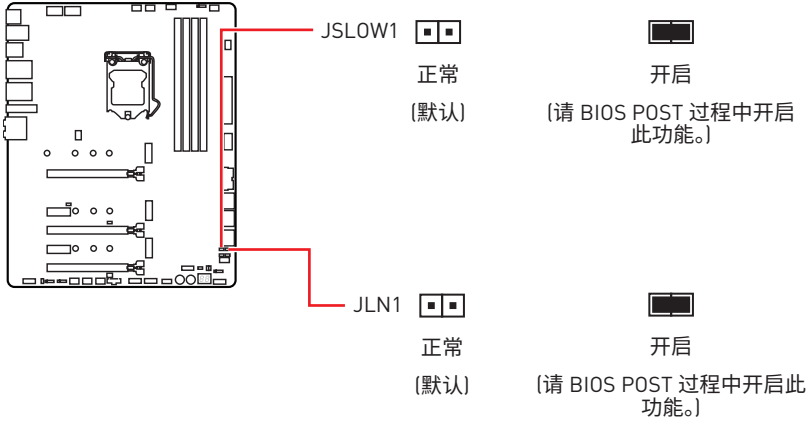 JSLOW1
正常
(默认)
开启
(请 BIOS POST 过程中开启
此功能。)
JLN1
正常
(默认)
开启
(请 BIOS POST 过程中开启此
功能。)